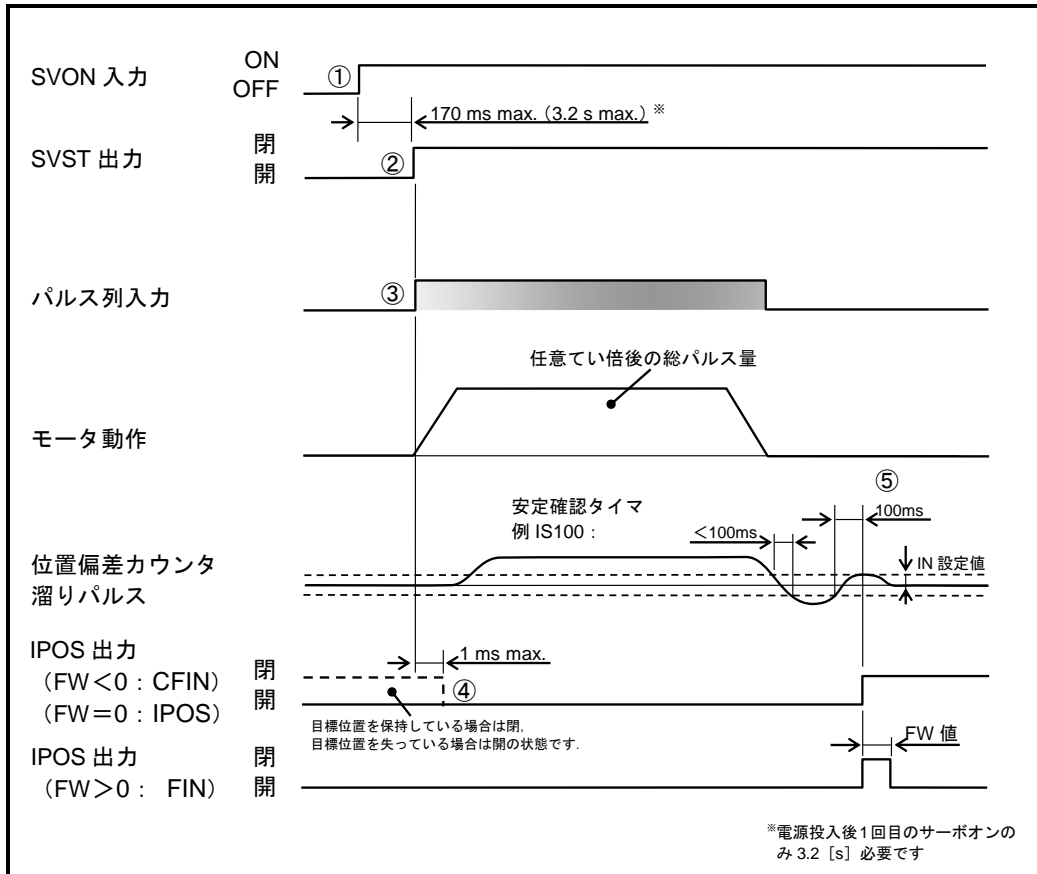 SVON 入力
ON
OFF
①
170 ms max. (3.2 s max.) ※
SVST 出力
閉
開
②
パルス列入力
③
任意てい倍後の総パルス量
モータ動作
⑤
安定確認タイマ
例 IS100 :
<100ms
100ms
位置偏差カウンタ
溜りパルス
IN 設定値
IPOS 出力
(FW<0 : CFIN)
(FW=0 : IPOS)
閉
開
1 ms max.
④
目標位置を保持している場合は閉,
目標位置を失っている場合は開の状態です.
IPOS 出力
(FW>0 : FIN)
閉
開
FW 値
※電源投入後1回目のサーボオンの
み 3.2 [s] 必要です